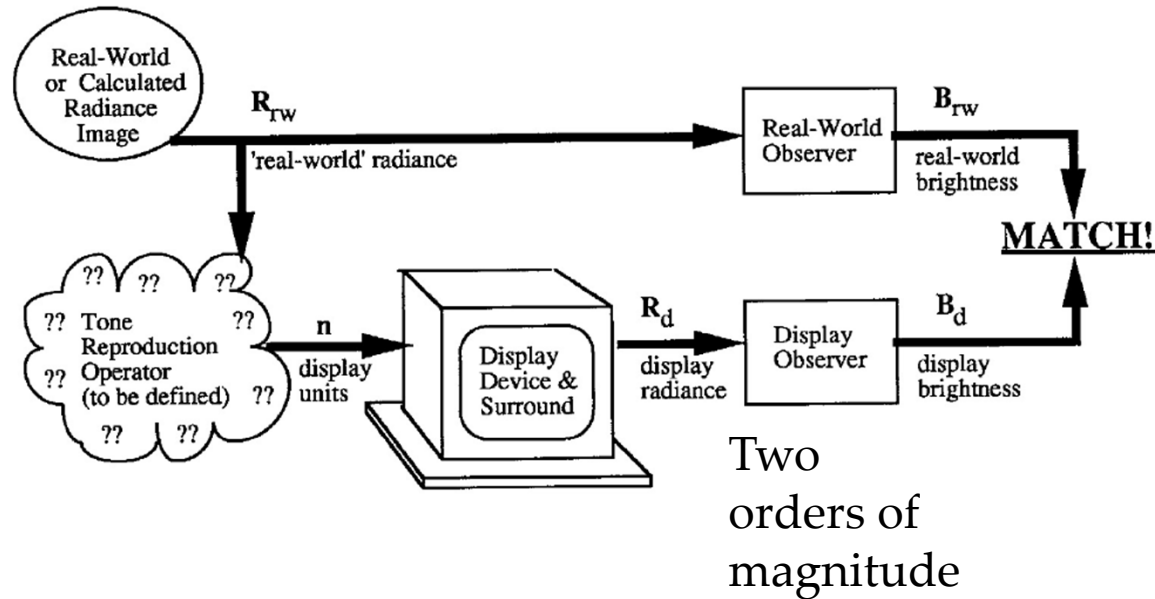 Real-World
or Calculated
Radiance
Image
R_rw
'real-world' radiance
Real-World
Observer
B_rw
real-world
brightness
MATCH!
?? ?? ??
?? Tone ??
Reproduction
Operator
?? (to be defined) ??
?? ??
n
display
units
Display
Device &
Surround
R_d
display
radiance
Display
Observer
B_d
display
brightness
Two
orders of
magnitude